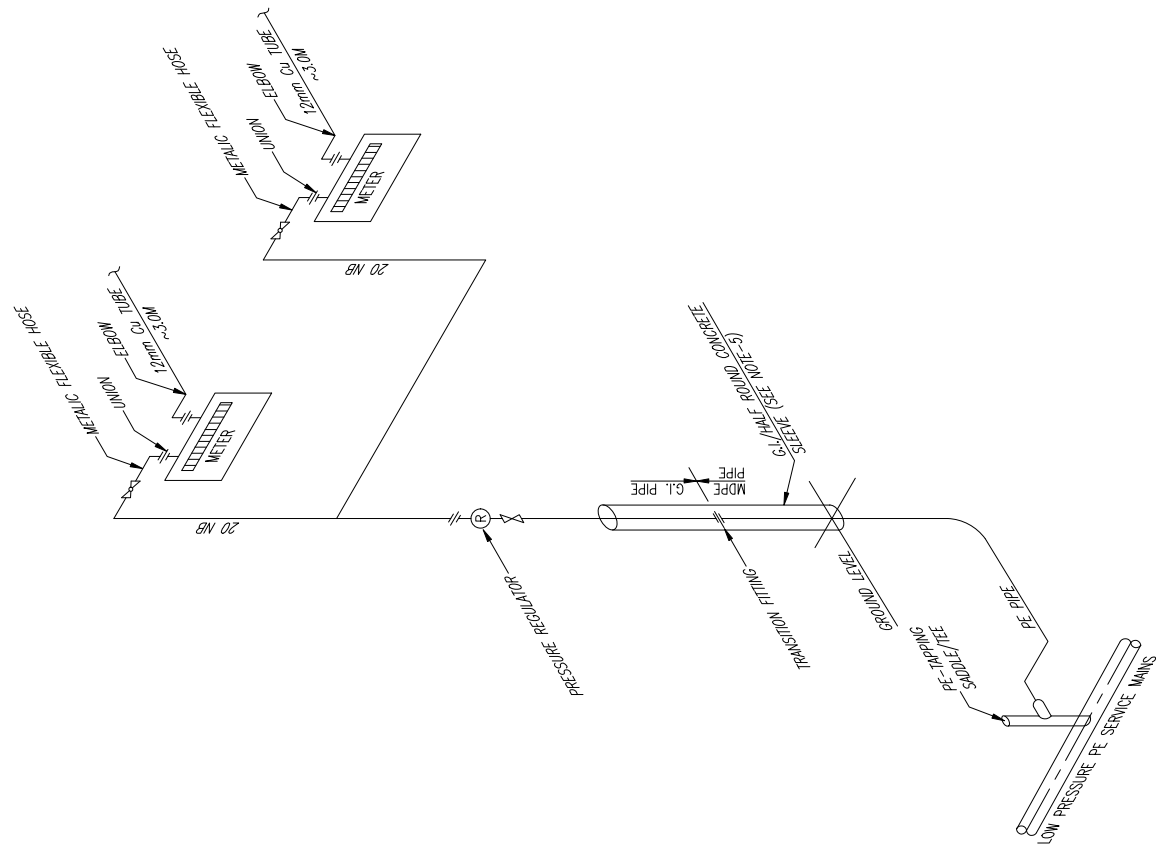 METALIC FLEXIBLE HOSE
UNION
ELBOW
12mm Cu TUBE
~3.0M
METER
20 NB
METALIC FLEXIBLE HOSE
UNION
ELBOW
12mm Cu TUBE
~3.0M
METER
20 NB
G.I./HALF ROUND CONCRETE
SLEEVE (SEE NOTE-5)
G.I. PIPE
MDPE
PIPE
PRESSURE REGULATOR
TRANSITION FITTING
GROUND LEVEL
PE-TAPPING
SADDLE/TEE
PE PIPE
LOW PRESSURE PE SERVICE MAINS